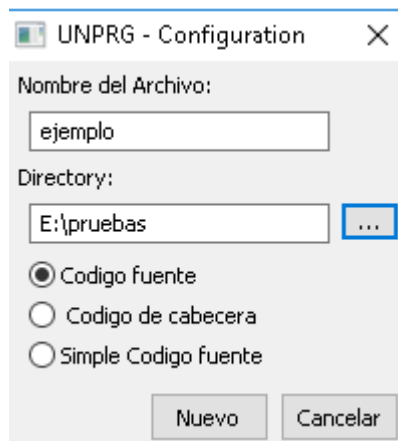 UNPRG - Configuration
Nombre del Archivo:
ejemplo
Directory:
E:\pruebas ...
Codigo fuente
Codigo de cabecera
Simple Codigo fuente
Nuevo Cancelar